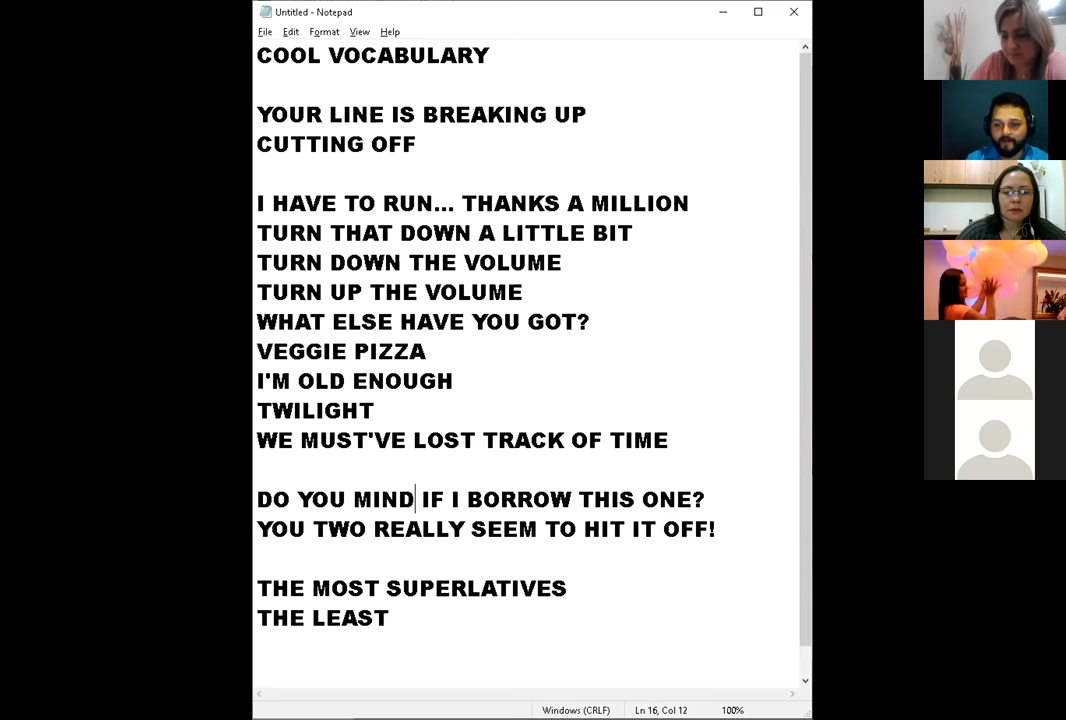 Untitled - Notepad
File Edit Format View Help
COOL VOCABULARY
YOUR LINE IS BREAKING UP
CUTTING OFF
I HAVE TO RUN... THANKS A MILLION
TURN THAT DOWN A LITTLE BIT
TURN DOWN THE VOLUME
TURN UP THE VOLUME
WHAT ELSE HAVE YOU GOT?
VEGGIE PIZZA
I'M OLD ENOUGH
TWILIGHT
WE MUST'VE LOST TRACK OF TIME
DO YOU MIND IF I BORROW THIS ONE?
YOU TWO REALLY SEEM TO HIT IT OFF!
THE MOST SUPERLATIVES
THE LEAST
Windows (CRLF) Ln 16, Col 12 100%